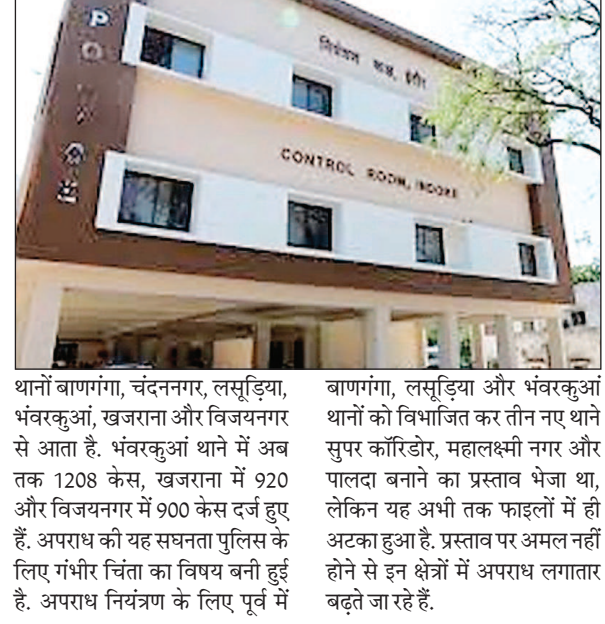 POLICE
नियंत्रण कक्ष, इंदौर
CONTROL ROOM, INDORE
थानों बाणगंगा, चंदननगर, लसूड़िया,
भंवरकुआं, खजराना और विजयनगर
से आता है. भंवरकुआं थाने में अब
तक 1208 केस, खजराना में 920
और विजयनगर में 900 केस दर्ज हुए
हैं. अपराध की यह सघनता पुलिस के
लिए गंभीर चिंता का विषय बनी हुई
है. अपराध नियंत्रण के लिए पूर्व में
बाणगंगा, लसूड़िया और भंवरकुआं
थानों को विभाजित कर तीन नए थाने
सुपर कॉरिडोर, महालक्ष्मी नगर और
पालदा बनाने का प्रस्ताव भेजा था,
लेकिन यह अभी तक फाइलों में ही
अटका हुआ है. प्रस्ताव पर अमल नहीं
होने से इन क्षेत्रों में अपराध लगातार
बढ़ते जा रहे हैं.